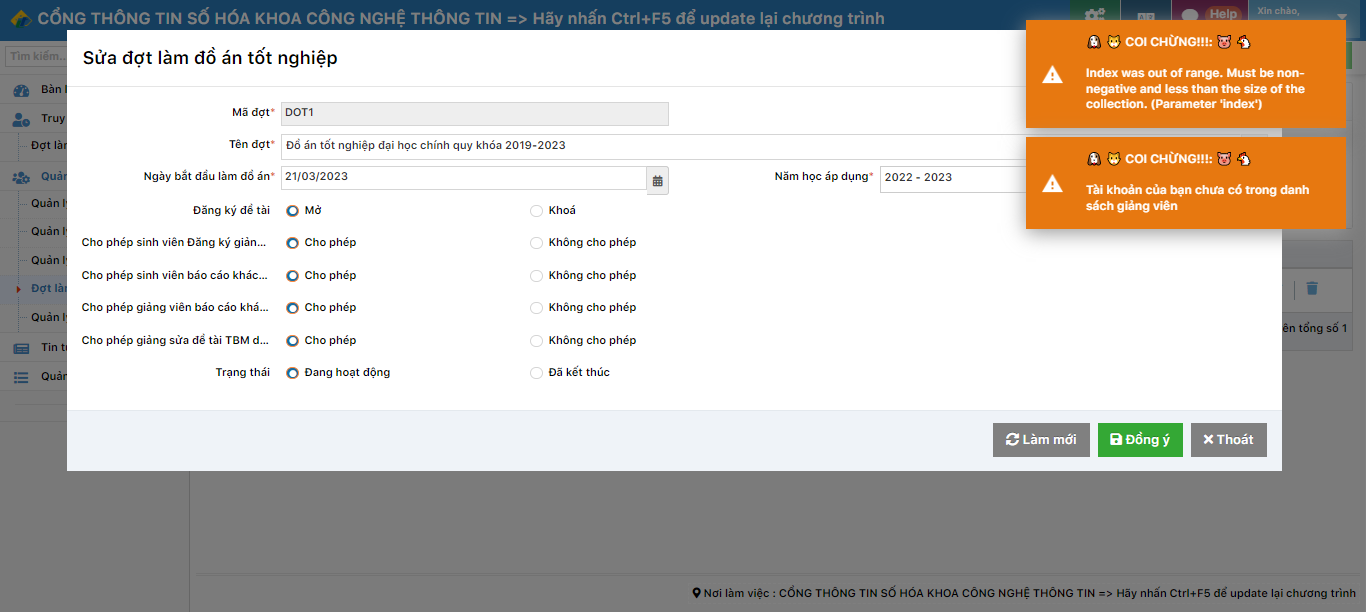 CỔNG THÔNG TIN SỐ HÓA KHOA CÔNG NGHỆ THÔNG TIN => Hãy nhấn Ctrl+F5 để update lại chương trình
Help
Xin chào,
Tìm kiếm...
Bàn
Truy
Đợt làr
Quản
Quản lý
Quản lý
Quản lý
Đợt làr
Quản lý
Tin tứ
Quản
Sửa đợt làm đồ án tốt nghiệp
COI CHỪNG!!!:
Index was out of range. Must be non-
negative and less than the size of the
collection. (Parameter 'index')
COI CHỪNG!!!:
Tài khoản của bạn chưa có trong danh
sách giảng viên
Mã đợt* DOT1
Tên đợt* Đồ án tốt nghiệp đại học chính quy khóa 2019-2023
Ngày bắt đầu làm đồ án* 21/03/2023 Năm học áp dụng* 2022 - 2023
Đăng ký đề tài Mở Khoá
Cho phép sinh viên Đăng ký giản... Cho phép Không cho phép
Cho phép sinh viên báo cáo khác... Cho phép Không cho phép
Cho phép giảng viên báo cáo khá... Cho phép Không cho phép
Cho phép giảng sửa đề tài TBM d... Cho phép Không cho phép
Trạng thái Đang hoạt động Đã kết thúc
ên tổng số 1
Làm mới Đồng ý Thoát
Nơi làm việc : CỔNG THÔNG TIN SỐ HÓA KHOA CÔNG NGHỆ THÔNG TIN => Hãy nhấn Ctrl+F5 để update lại chương trình